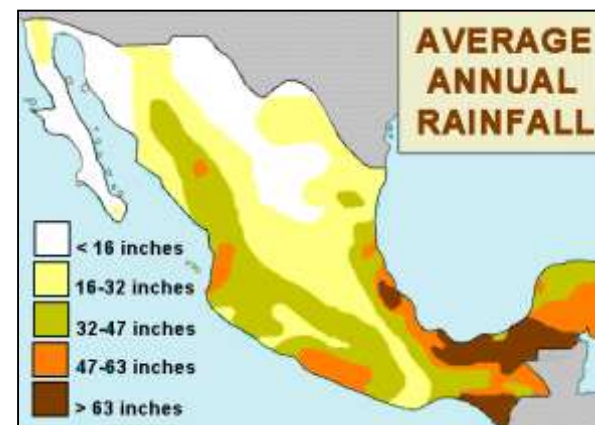 AVERAGE
ANNUAL
RAINFALL
< 16 inches
16-32 inches
32-47 inches
47-63 inches
> 63 inches